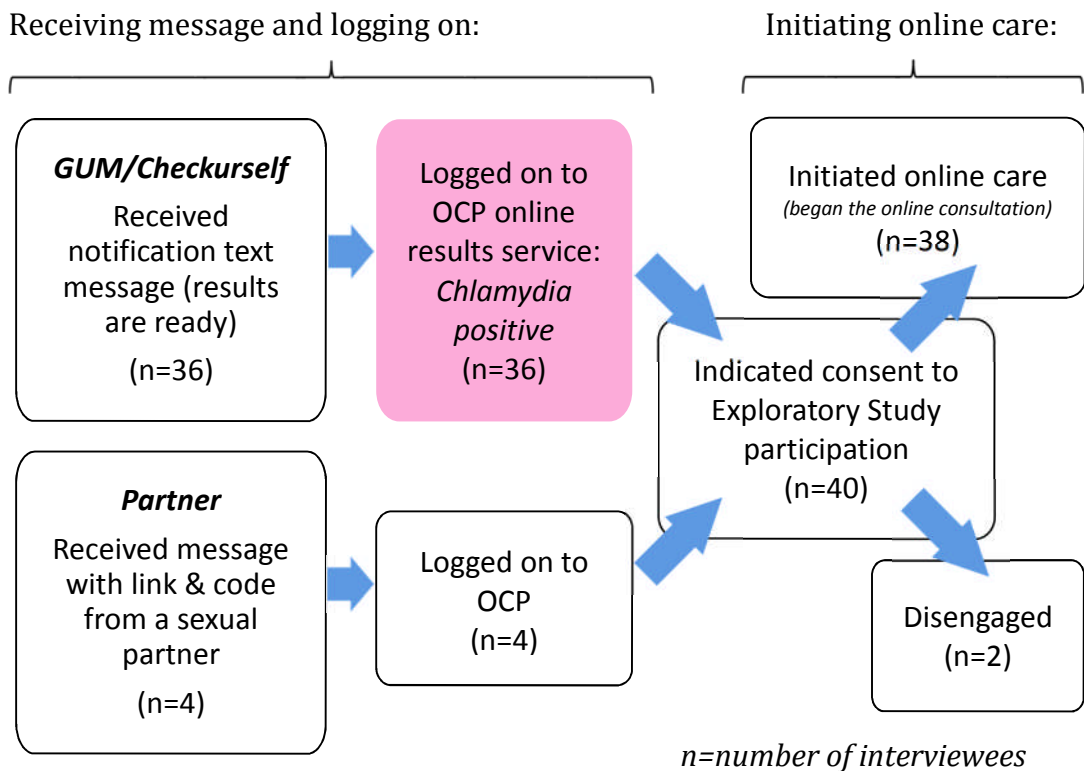 Receiving message and logging on:
Initiating online care:
GUM/Checkurself
Received
notification text
message (results
are ready)
(n=36)
Logged on to
OCP online
results service:
Chlamydia
positive
(n=36)
Initiated online care
(began the online consultation)
(n=38)
Indicated consent to
Exploratory Study
participation
(n=40)
Partner
Received message
with link & code
from a sexual
partner
(n=4)
Logged on to
OCP
(n=4)
Disengaged
(n=2)
n=number of interviewees